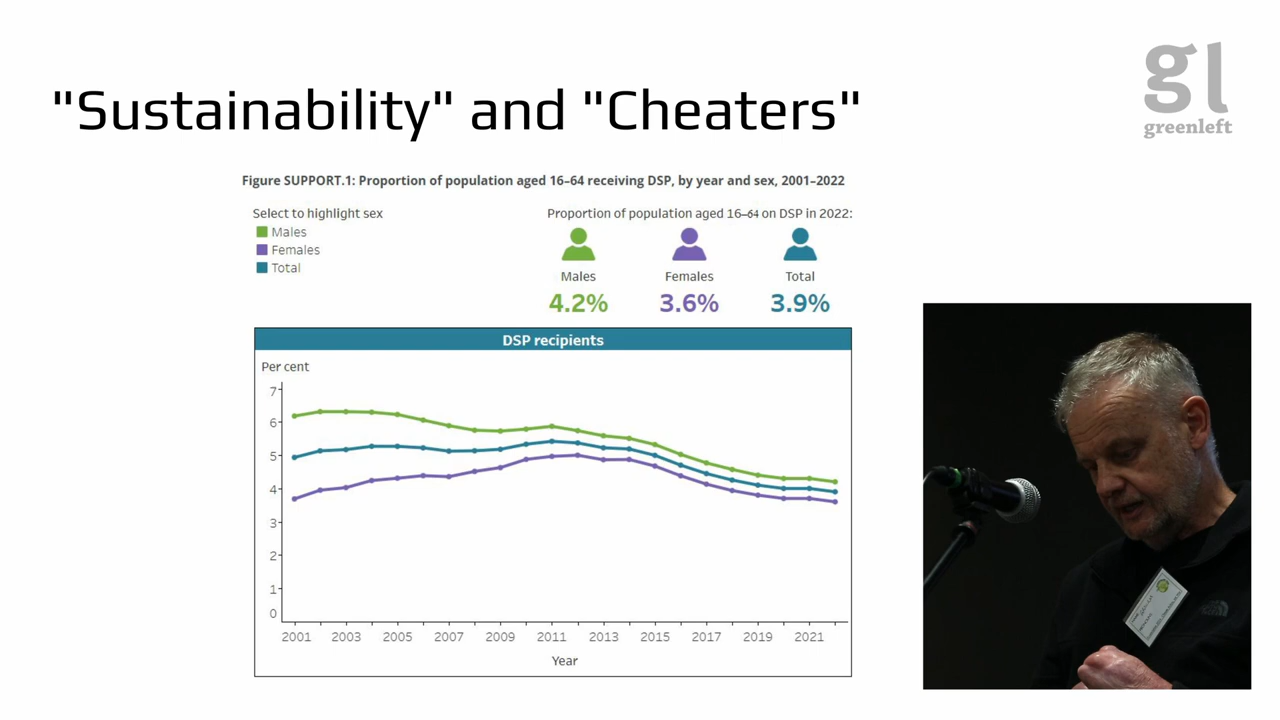 "Sustainability" and "Cheaters"
gl
greenleft
Figure SUPPORT.1: Proportion of population aged 16–64 receiving DSP, by year and sex, 2001–2022
Select to highlight sex
Males
Females
Total
Proportion of population aged 16–64 on DSP in 2022:
Males Females Total
4.2% 3.6% 3.9%
DSP recipients
Per cent
7
6
5
4
3
2
1
0
2001 2003 2005 2007 2009 2011 2013 2015 2017 2019 2021
Year